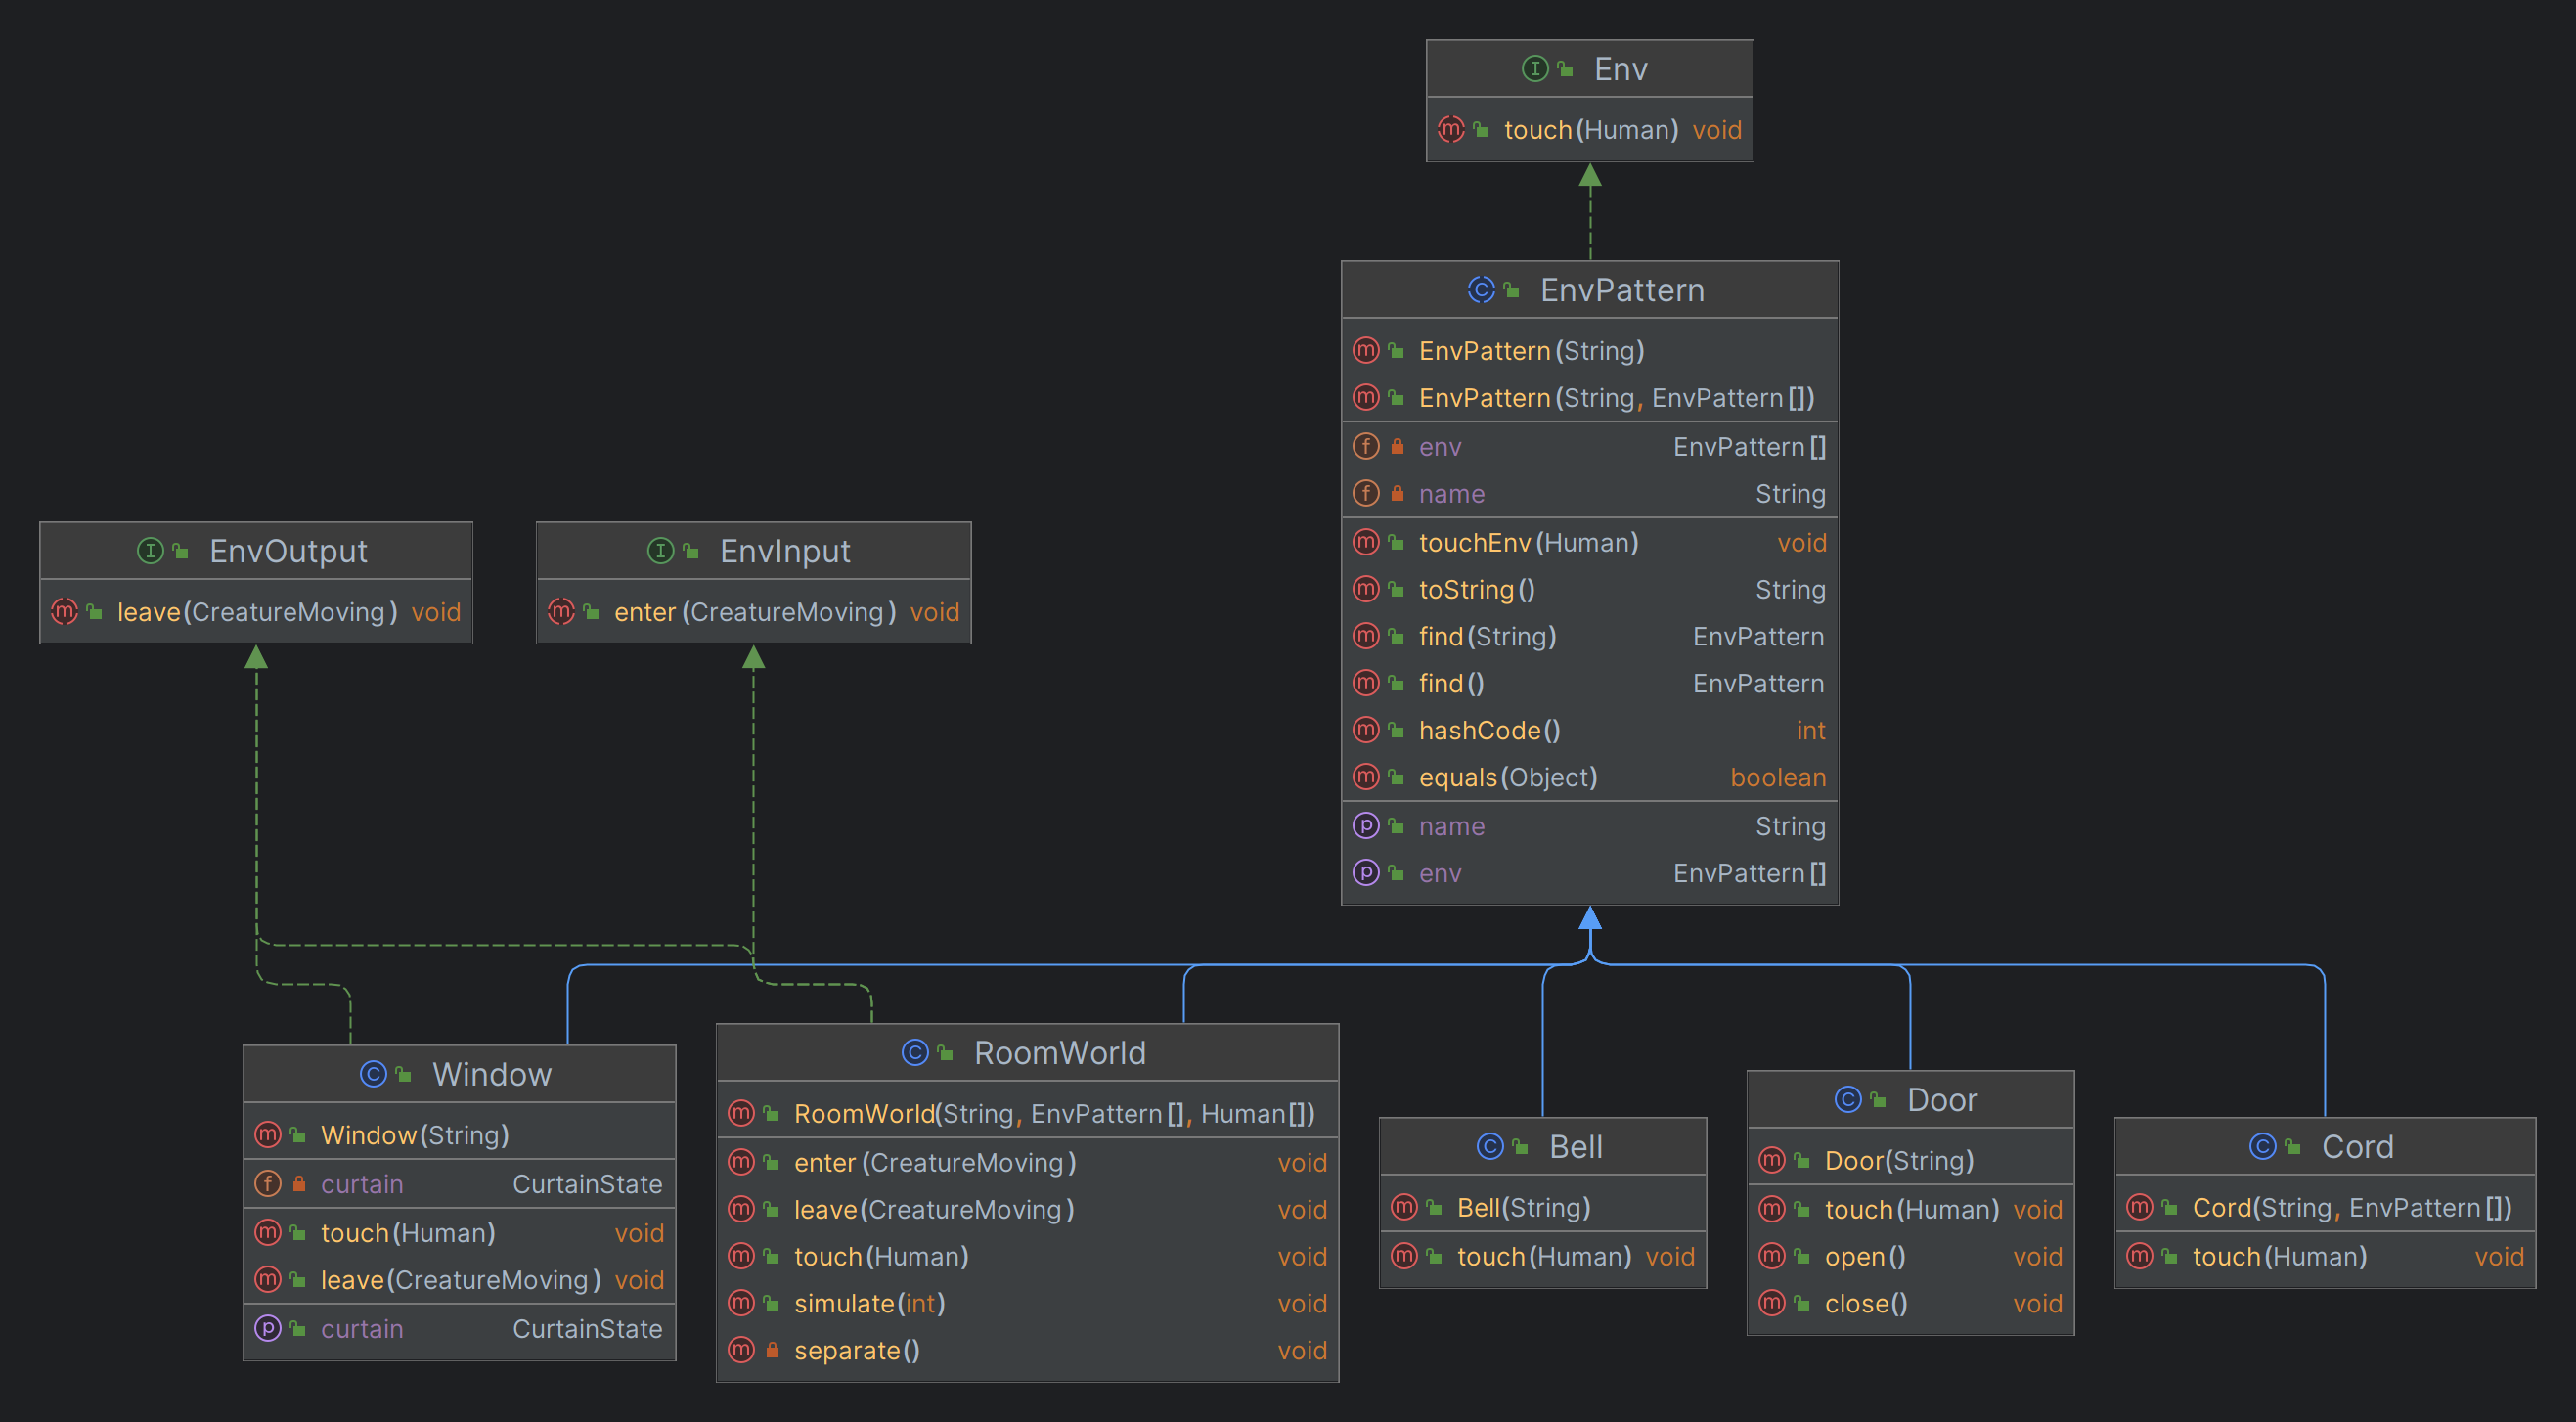 Env
touch(Human) void
EnvPattern
EnvPattern(String)
EnvPattern(String, EnvPattern[])
env EnvPattern[]
name String
touchEnv(Human) void
toString() String
find(String) EnvPattern
find() EnvPattern
hashCode() int
equals(Object) boolean
name String
env EnvPattern[]
EnvOutput
leave(CreatureMoving) void
EnvInput
enter(CreatureMoving) void
Window
Window(String)
curtain CurtainState
touch(Human) void
leave(CreatureMoving) void
curtain CurtainState
RoomWorld
RoomWorld(String, EnvPattern[], Human[])
enter(CreatureMoving) void
leave(CreatureMoving) void
touch(Human) void
simulate(int) void
separate() void
Bell
Bell(String)
touch(Human) void
Door
Door(String)
touch(Human) void
open() void
close() void
Cord
Cord(String, EnvPattern[])
touch(Human) void